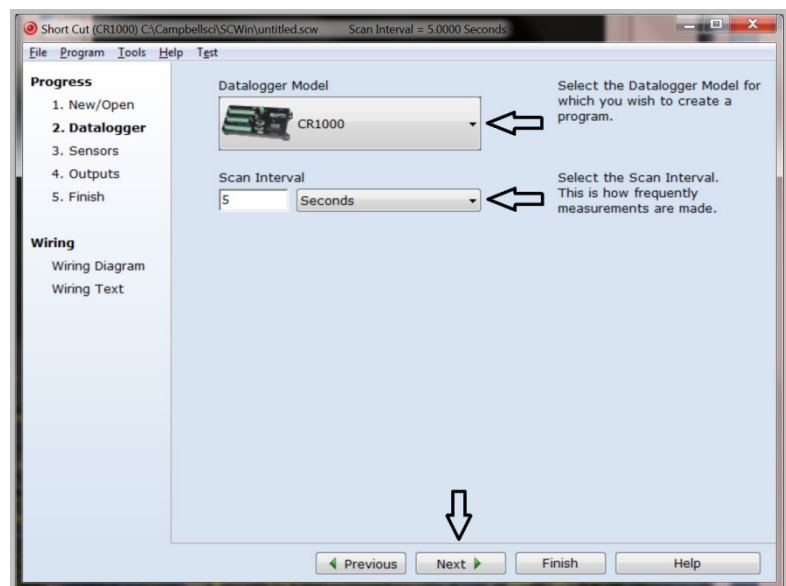 Short Cut (CR1000) C:\Campbellsci\SCWin\untitled.scw Scan Interval = 5.0000 Seconds
File Program Tools Help Test
Progress
1. New/Open
2. Datalogger
3. Sensors
4. Outputs
5. Finish
Wiring
Wiring Diagram
Wiring Text
Datalogger Model
CR1000
Select the Datalogger Model for
which you wish to create a
program.
Scan Interval
5 Seconds
Select the Scan Interval.
This is how frequently
measurements are made.
Previous Next Finish Help